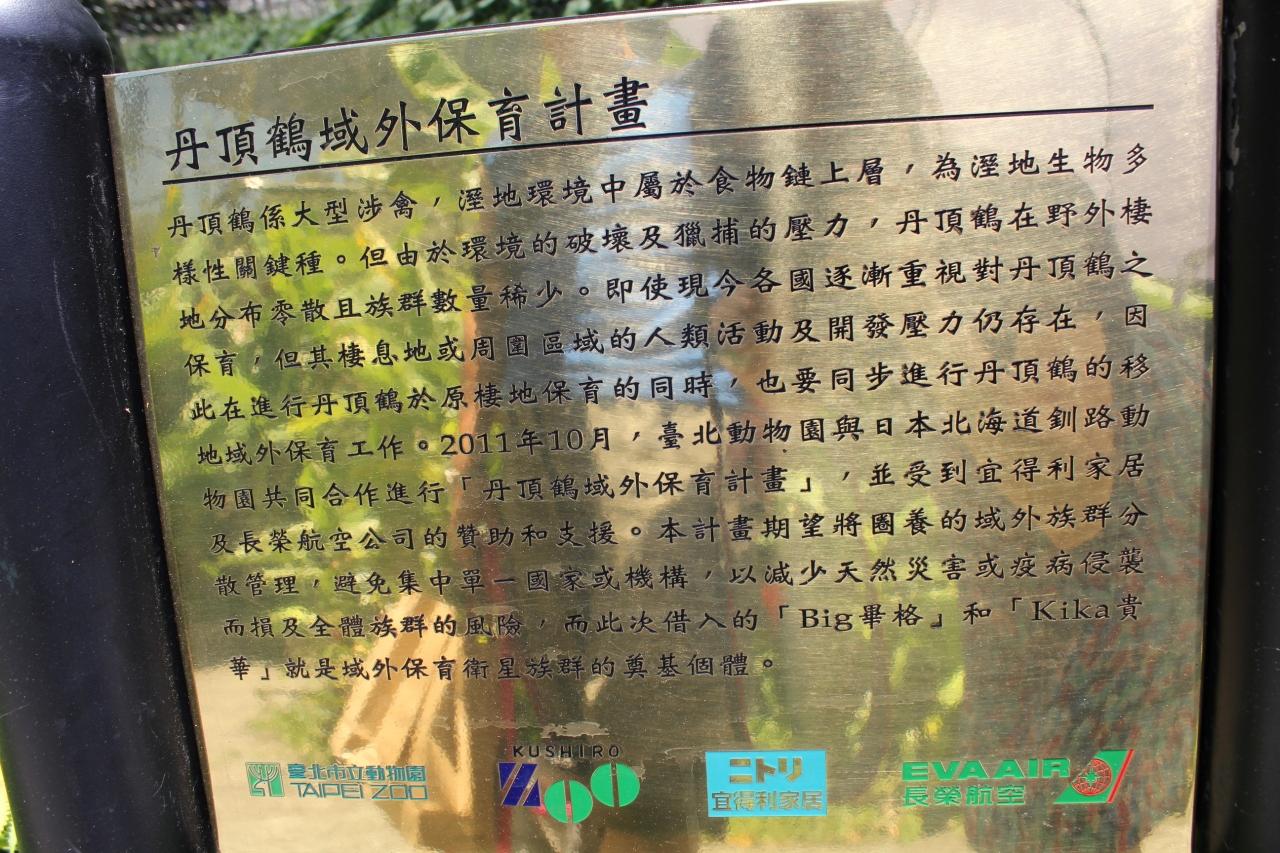 丹頂鶴域外保育計畫
丹頂鶴係大型涉禽，溼地環境中屬於食物鏈上層，為溼地生物多
樣性關鍵種。但由於環境的破壞及獵捕的壓力，丹頂鶴在野外棲
地分布零散且族群數量稀少。即使現今各國逐漸重視對丹頂鶴之
保育，但其棲息地或周圍區域的人類活動及開發壓力仍存在，因
此在進行丹頂鶴於原棲地保育的同時，也要同步進行丹頂鶴的移
地域外保育工作。2011年10月，臺北動物園與日本北海道釧路動
物園共同合作進行「丹頂鶴域外保育計畫」，並受到宜得利家居
及長榮航空公司的贊助和支援。本計畫期望將圈養的域外族群分
散管理，避免集中單一國家或機構，以減少天然災害或疫病侵襲
而損及全體族群的風險，而此次借入的「Big畢格」和「Kika貴
華」就是域外保育衛星族群的奠基個體。
臺北市立動物園
TAIPEI ZOO
KUSHIRO
ZOO
ニトリ
宜得利家居
EVA AIR
長榮航空